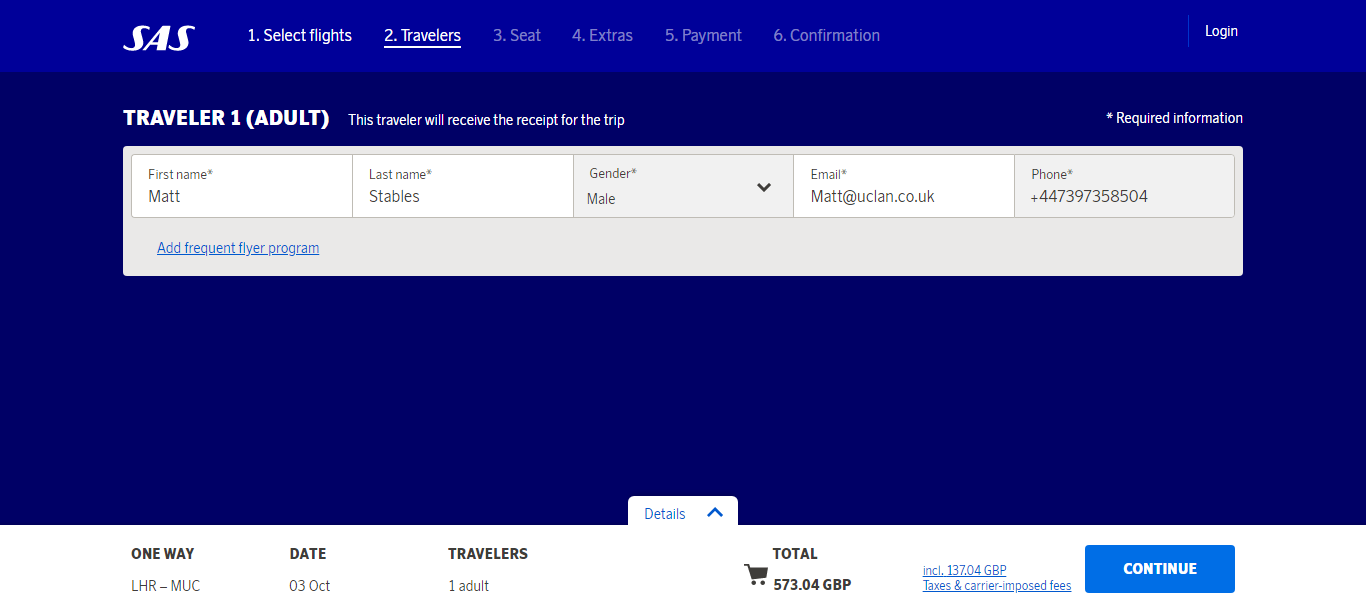 SAS 1. Select flights 2. Travelers 3. Seat 4. Extras 5. Payment 6. Confirmation Login
TRAVELER 1 (ADULT) This traveler will receive the receipt for the trip * Required information
First name* Last name* Gender* Email* Phone*
Matt Stables Male Matt@uclan.co.uk +447397358504
Add frequent flyer program
Details
ONE WAY DATE TRAVELERS TOTAL
LHR – MUC 03 Oct 1 adult 573.04 GBP
incl. 137.04 GBP
Taxes & carrier-imposed fees
CONTINUE